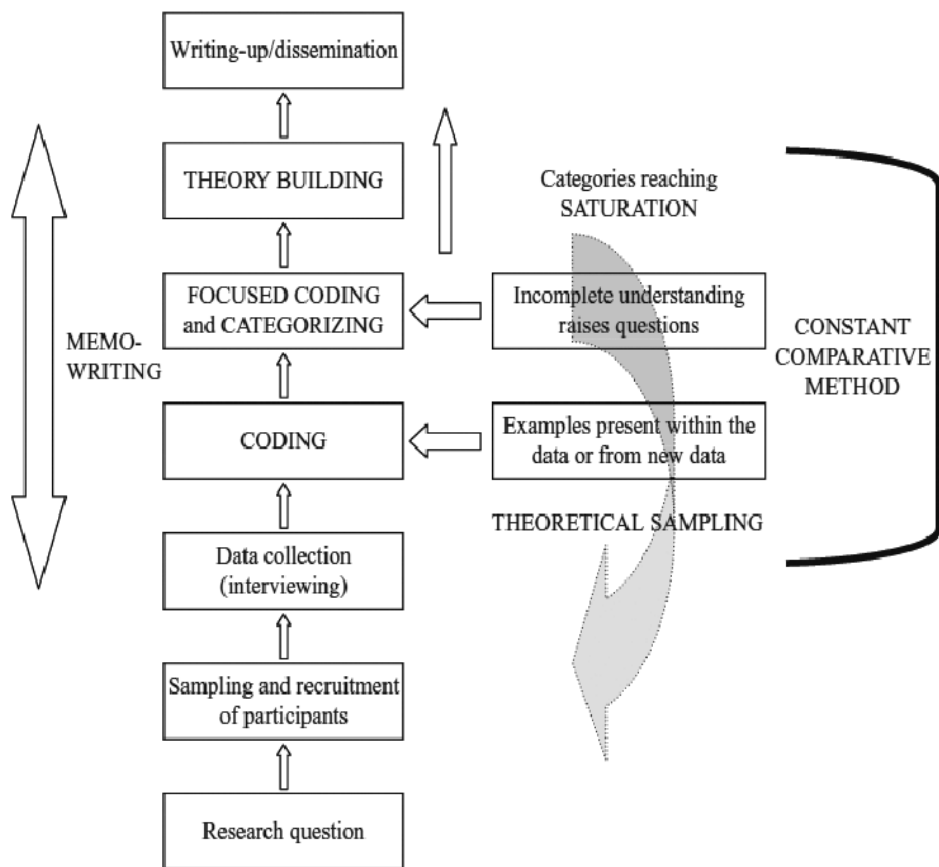 Writing-up/dissemination
THEORY BUILDING
Categories reaching
SATURATION
FOCUSED CODING
and CATEGORIZING
Incomplete understanding
raises questions
MEMO-
WRITING
CONSTANT
COMPARATIVE
METHOD
CODING
Examples present within the
data or from new data
THEORETICAL SAMPLING
Data collection
(interviewing)
Sampling and recruitment
of participants
Research question